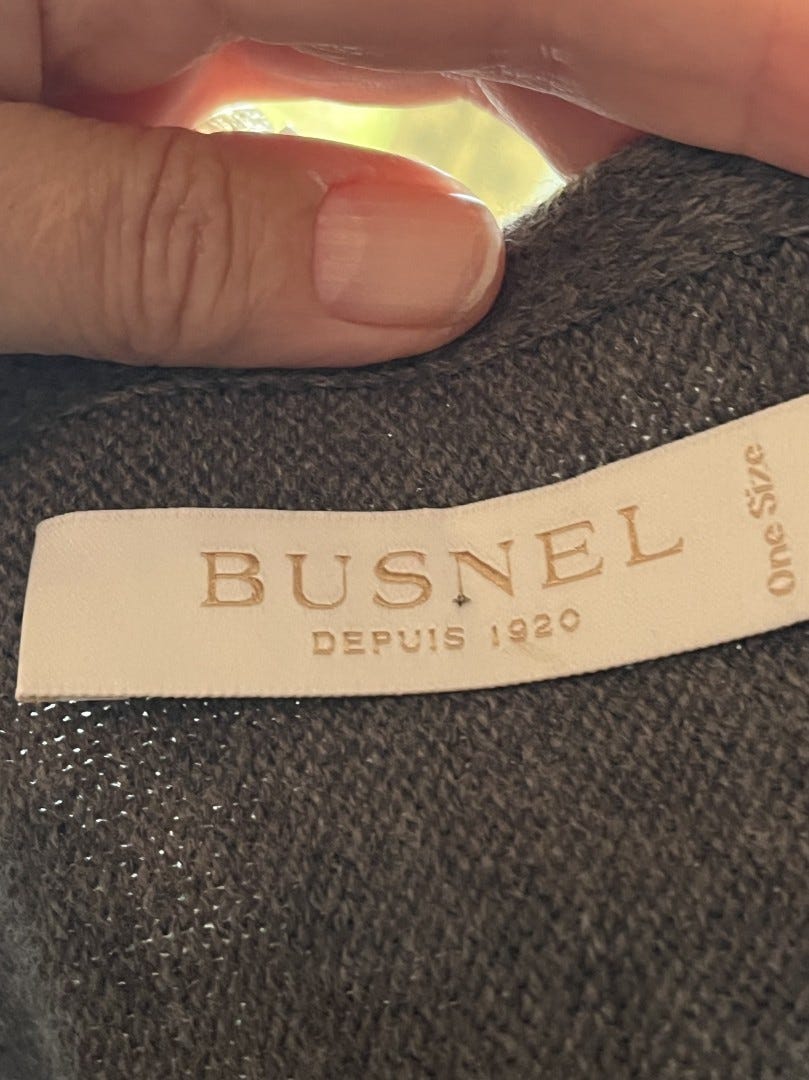 BUSNEL
DEPUIS 1920
One Size